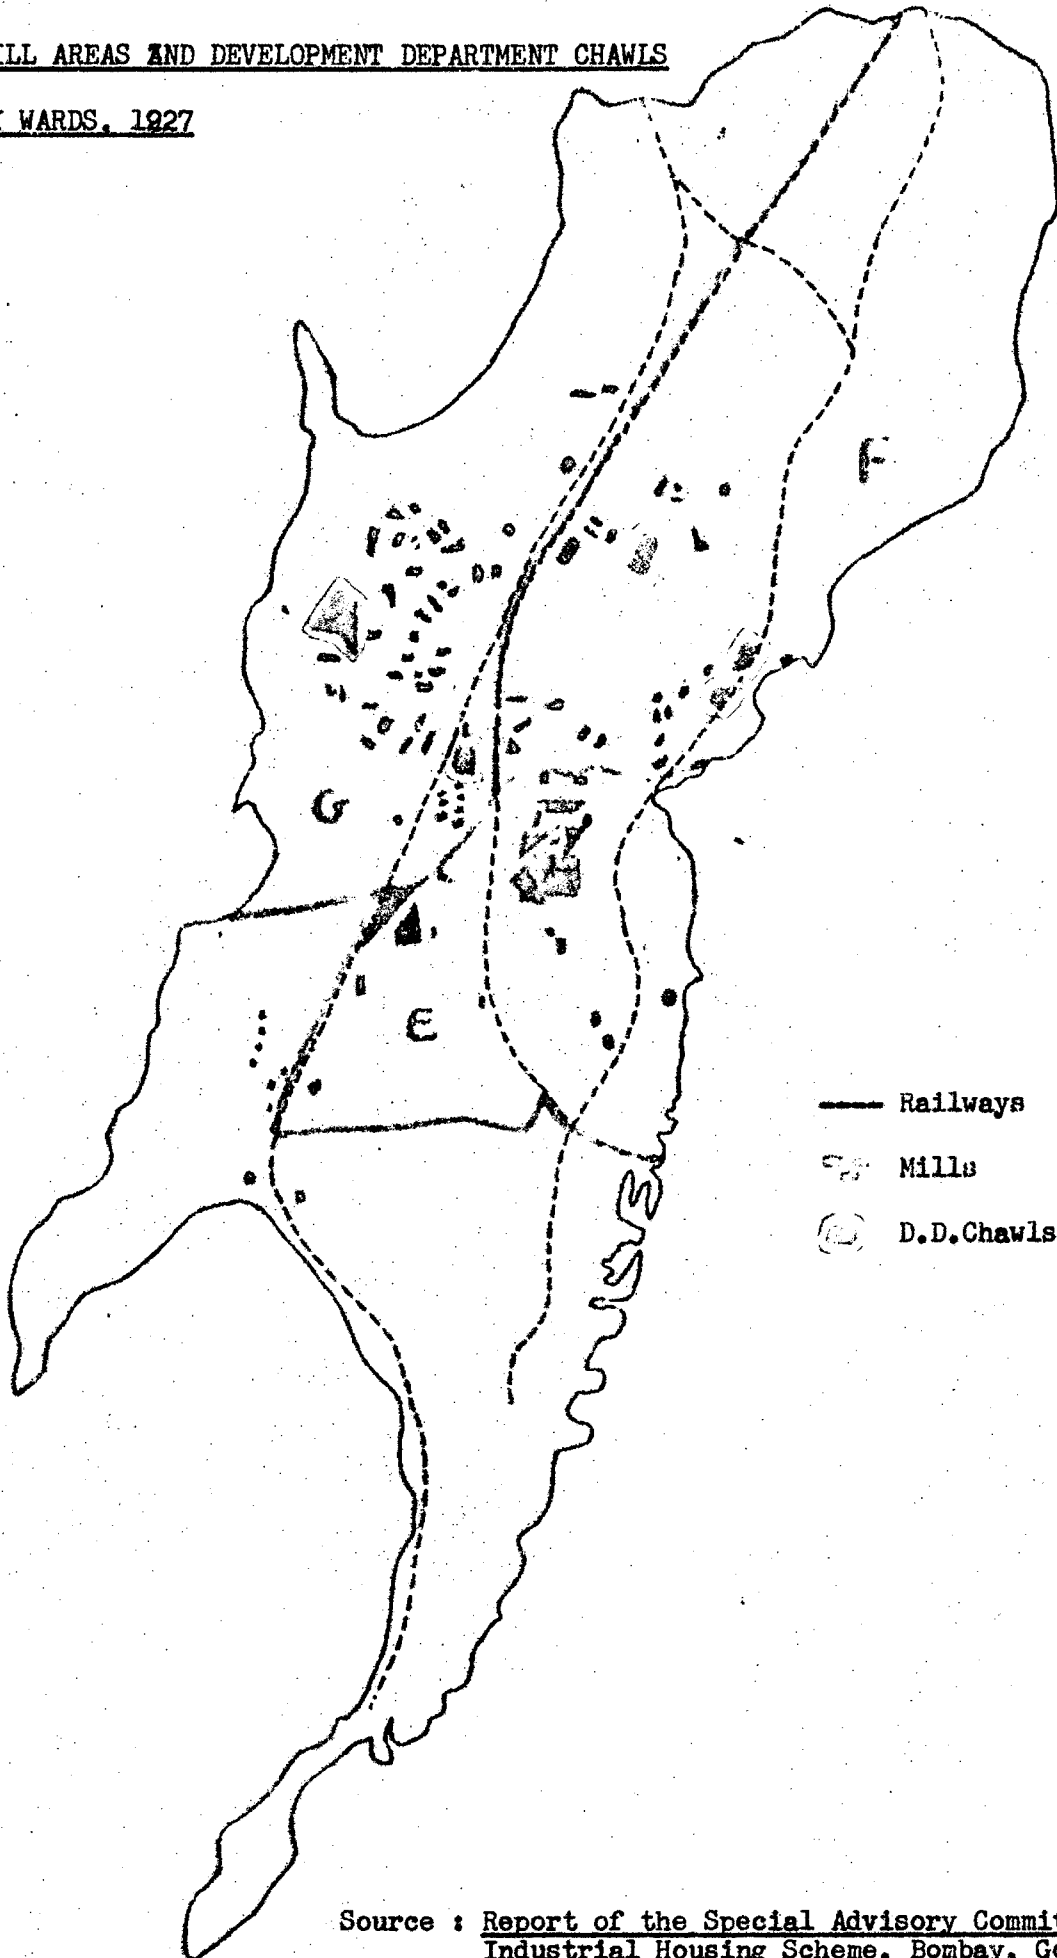 ILL AREAS AND DEVELOPMENT DEPARTMENT CHAWLS
WARDS. 1927
F
G
E
Railways
Mills
D.D.Chawls
Source : Report of the Special Advisory Commit
Industrial Housing Scheme. Bombay. Go